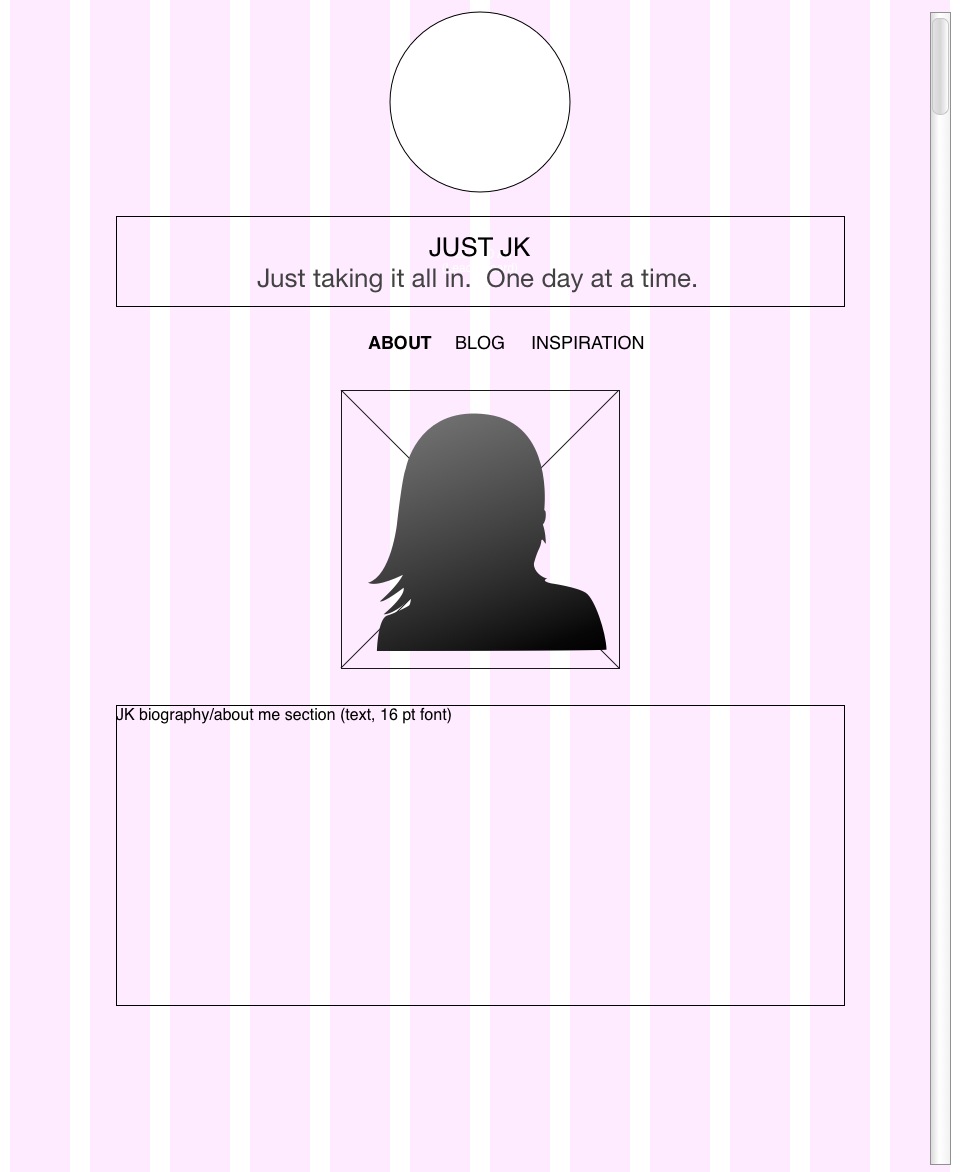 JUST JK
Just taking it all in.  One day at a time.
ABOUT BLOG INSPIRATION
JK biography/about me section (text, 16 pt font)